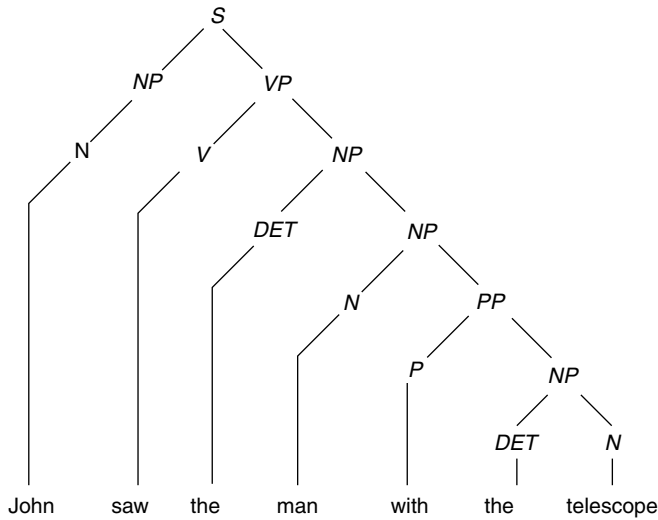 S
NP VP
N V NP
DET NP
N PP
P NP
DET N
John saw the man with the telescope